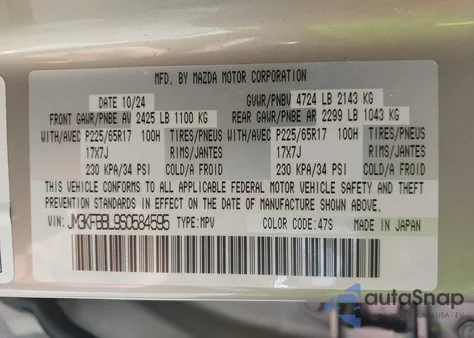 MFD. BY MAZDA MOTOR CORPORATION
DATE 10/24 GVWR/PNBV 4724 LB 2143 KG
FRONT GAWR/PNBE AV 2425 LB 1100 KG REAR GAWR/PNBE AR 2299 LB 1043 KG
WITH/AVEC P225/65R17 100H TIRES/PNEUS WITH/AVEC P225/65R17 100H TIRES/PNEUS
17X7J RIMS/JANTES 17X7J RIMS/JANTES
230 KPA/34 PSI COLD/A FROID 230 KPA/34 PSI COLD/A FROID
THIS VEHICLE CONFORMS TO ALL APPLICABLE FEDERAL MOTOR VEHICLE SAFETY AND THEFT
PREVENTION STANDARDS IN EFFECT ON THE DATE OF MANUFACTURE SHOWN ABOVE.
VIN: JM3KFBBL9S0584595 TYPE:MPV COLOR CODE:47S MADE IN JAPAN
autoSnap
USA | EU